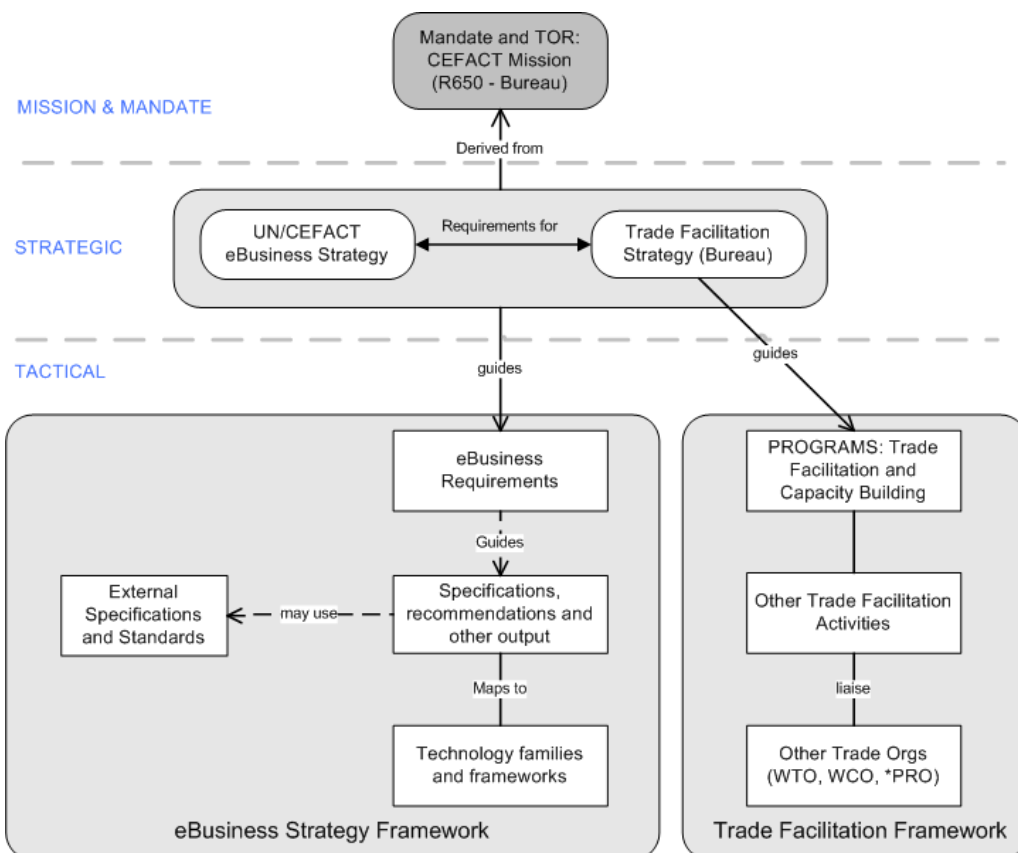 Mandate and TOR:
CEFACT Mission
(R650 - Bureau)
MISSION & MANDATE
Derived from
STRATEGIC
UN/CEFACT
eBusiness Strategy
Requirements for
Trade Facilitation
Strategy (Bureau)
TACTICAL
guides
guides
eBusiness
Requirements
Guides
External
Specifications
and Standards
may use
Specifications,
recommendations and
other output
Maps to
Technology families
and frameworks
eBusiness Strategy Framework
PROGRAMS: Trade
Facilitation and
Capacity Building
Other Trade Facilitation
Activities
liaise
Other Trade Orgs
(WTO, WCO, *PRO)
Trade Facilitation Framework